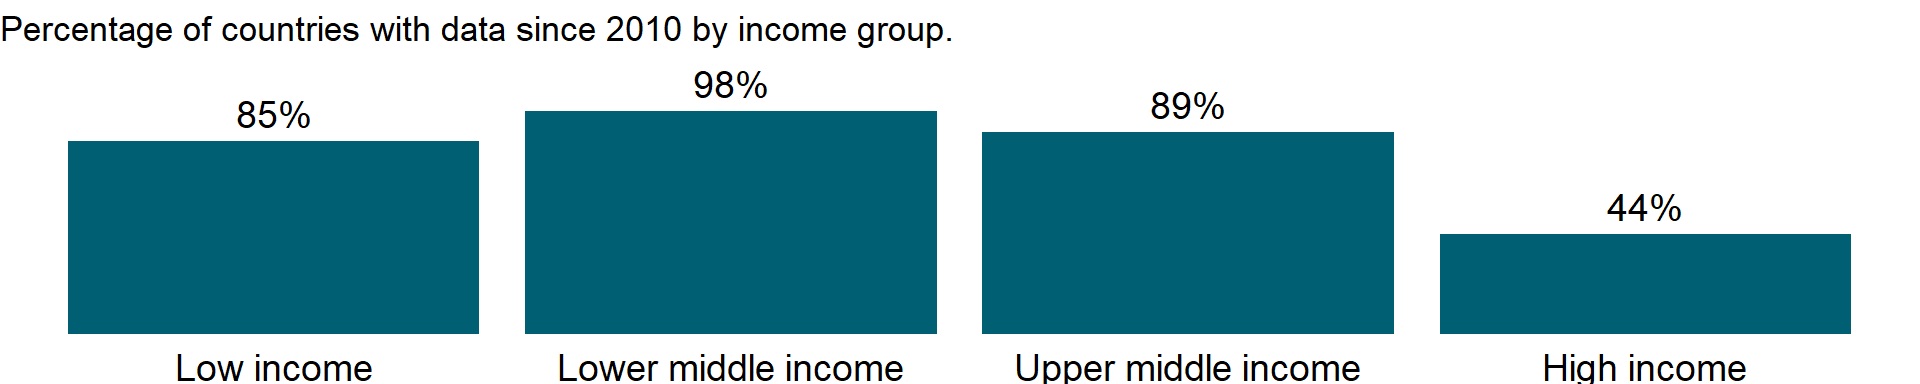 Percentage of countries with data since 2010 by income group.
98%
85%
89%
44%
Low income
Lower middle income
Upper middle income
High income